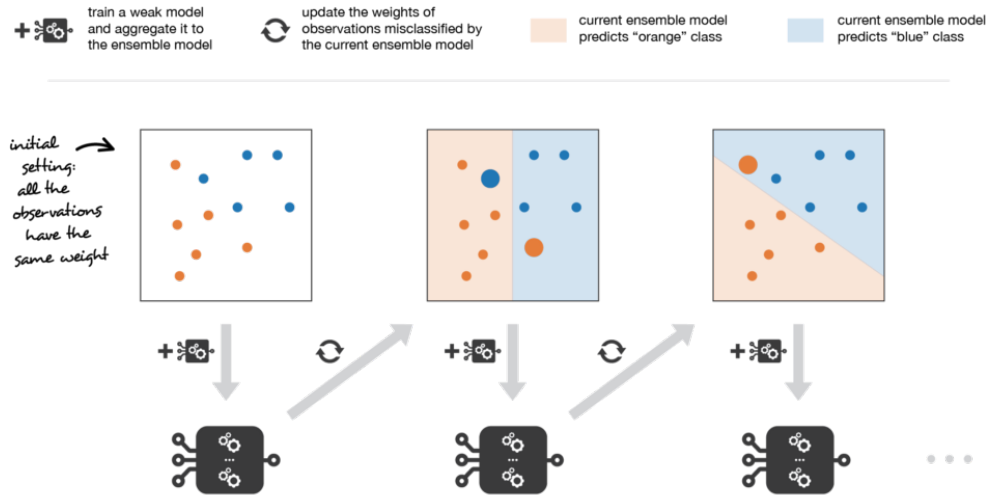 train a weak model
and aggregate it to
the ensemble model
update the weights of
observations misclassified by
the current ensemble model
current ensemble model
predicts “orange” class
current ensemble model
predicts “blue” class
initial
setting:
all the
observations
have the
same weight